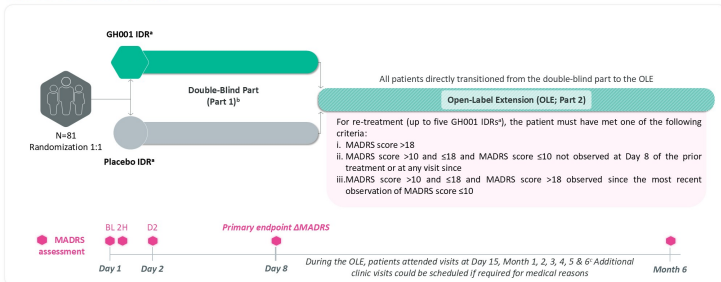 GH001 IDRª
All patients directly transitioned from the double-blind part to the OLE
Double-Blind Part
(Part 1)ᵇ
Open-Label Extension (OLE; Part 2)
N=81
Randomization 1:1
Placebo IDRª
For re-treatment (up to five GH001 IDRsª), the patient must have met one of the following
criteria:
i. MADRS score >18
ii. MADRS score >10 and ≤18 and MADRS score ≤10 not observed at Day 8 of the prior
treatment or at any visit since
iii.MADRS score >10 and ≤18 and MADRS score >18 observed since the most recent
observation of MADRS score ≤10
BL 2H
D2
Primary endpoint ΔMADRS
MADRS
assessment
Day 1
Day 2
Day 8
During the OLE, patients attended visits at Day 15, Month 1, 2, 3, 4, 5 & 6ᶜ Additional
clinic visits could be scheduled if required for medical reasons
Month 6